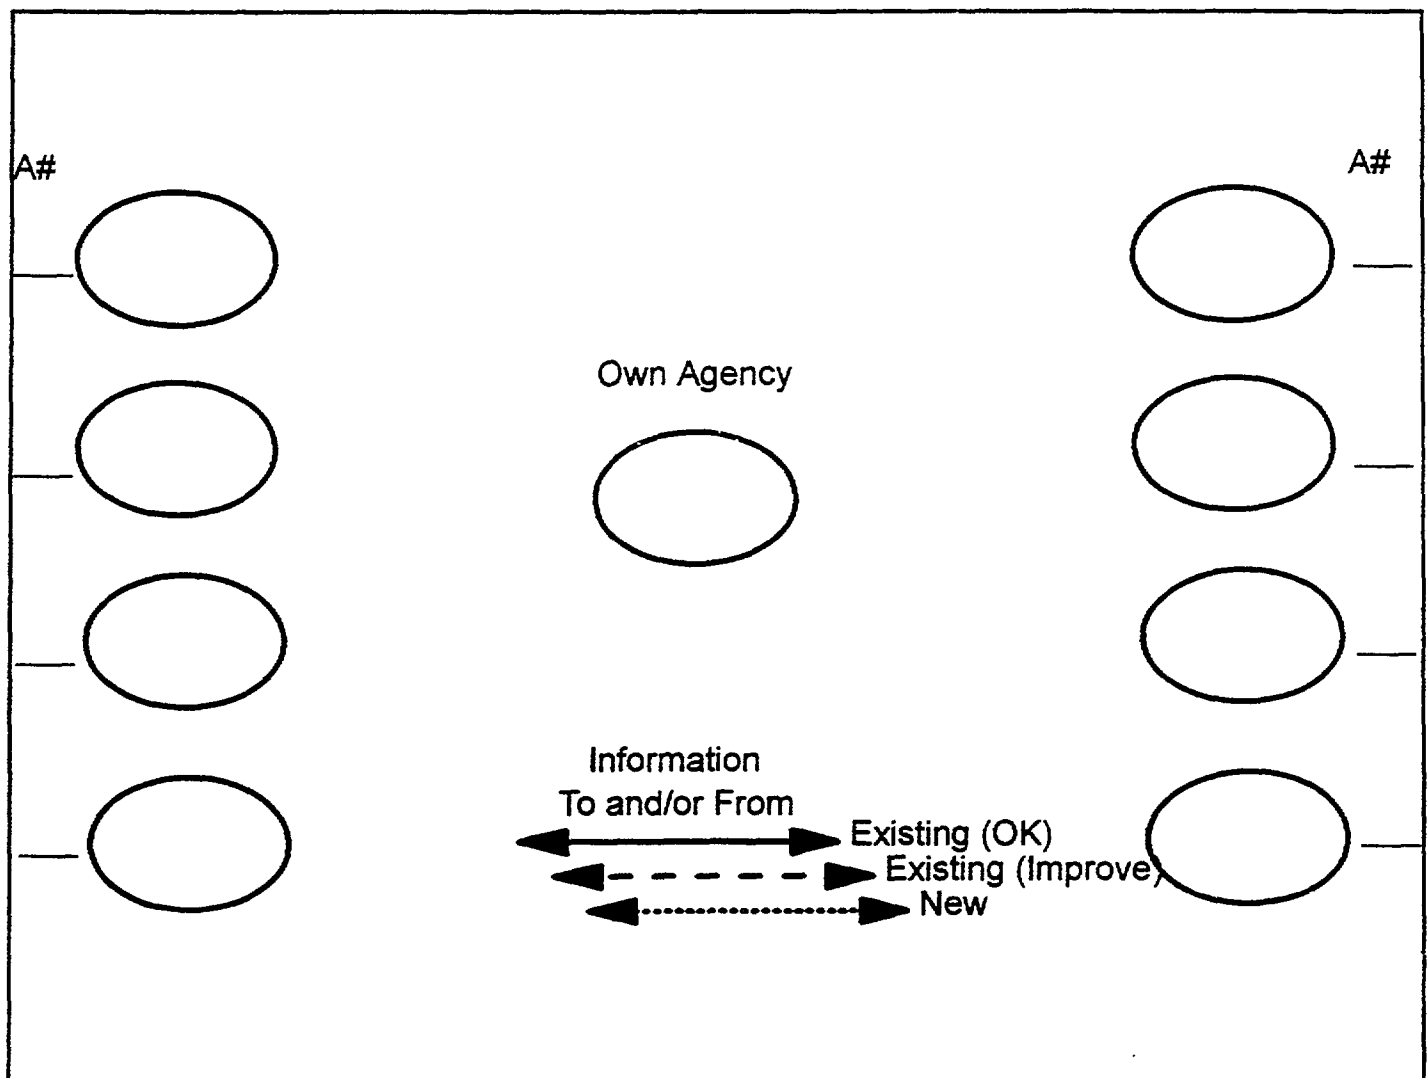 A#
A#
Own Agency
Information
To and/or From
Existing (OK)
Existing (Improve)
New